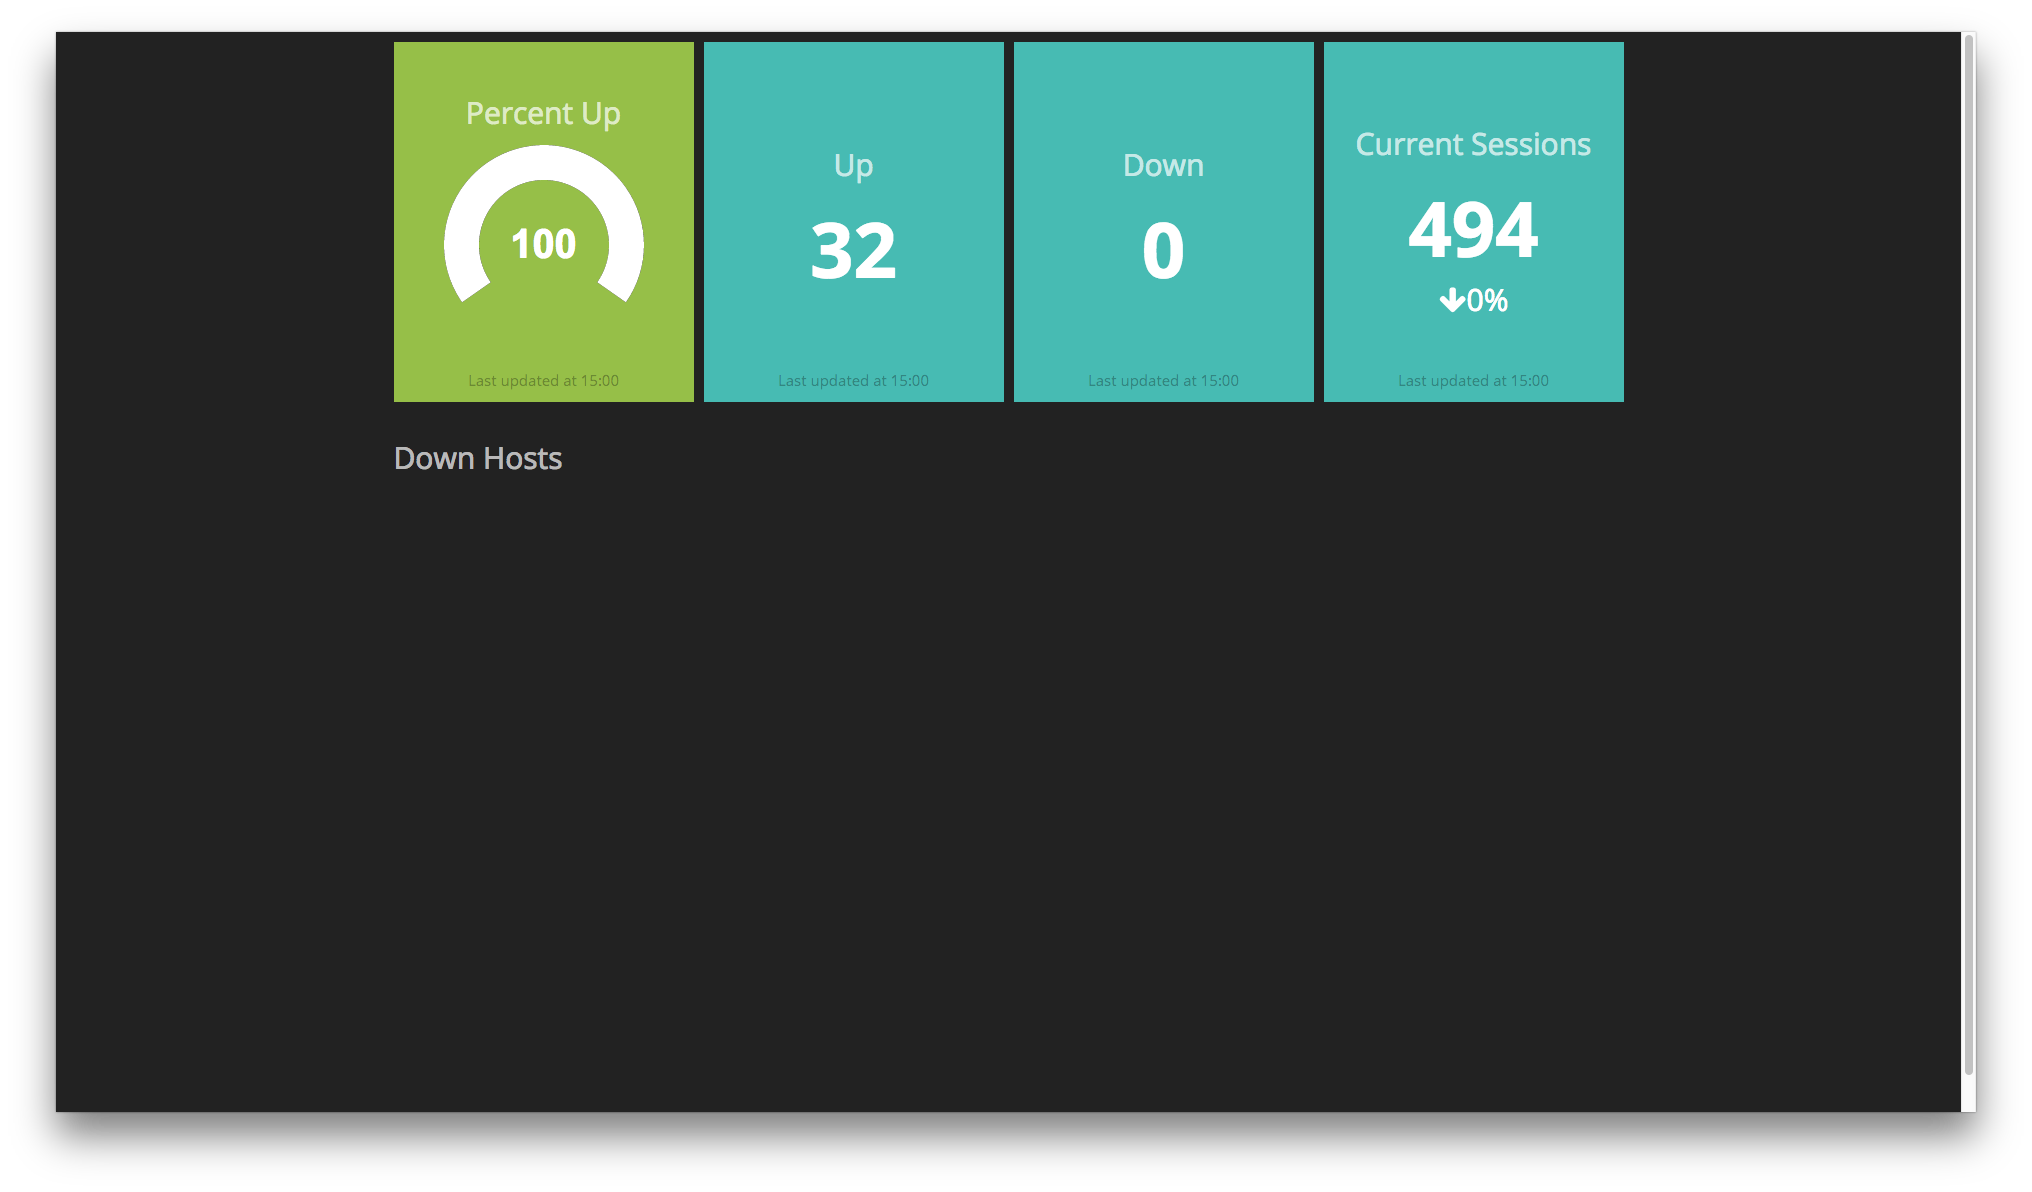 Percent Up
100
Last updated at 15:00
Up
32
Last updated at 15:00
Down
0
Last updated at 15:00
Current Sessions
494
0%
Last updated at 15:00
Down Hosts